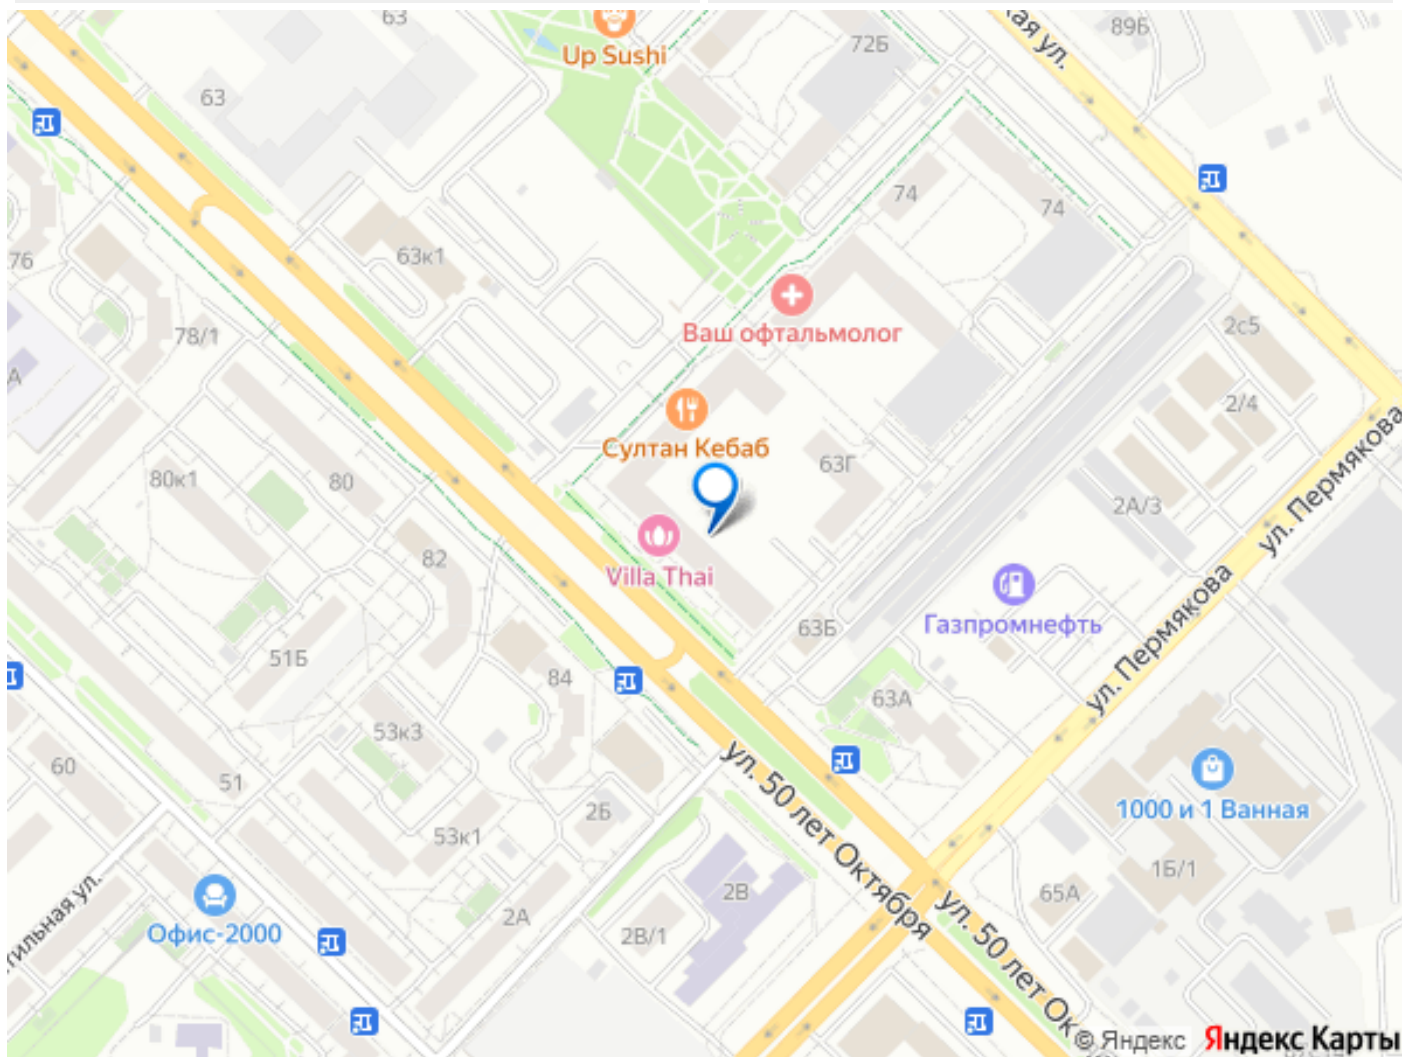 63
Up Sushi
72Б
кая ул.
89Б
63
74
74
63к1
76
78/1
Ваш офтальмолог
2с5
А
2/4
Султан Кебаб
63Г
80к1
80
2А/3
ул. Пермякова
82
Villa Thai
63Б
Газпромнефть
51Б
84
ул. Пермякова
63А
53к3
60
51
2Б
ул. 50 лет Октября
1000 и 1 Ванная
53к1
1Б/1
2В
65А
тильная ул.
Офис-2000
2А
2В/1
ул. 50 лет Ок
© Яндекс Яндекс Карты